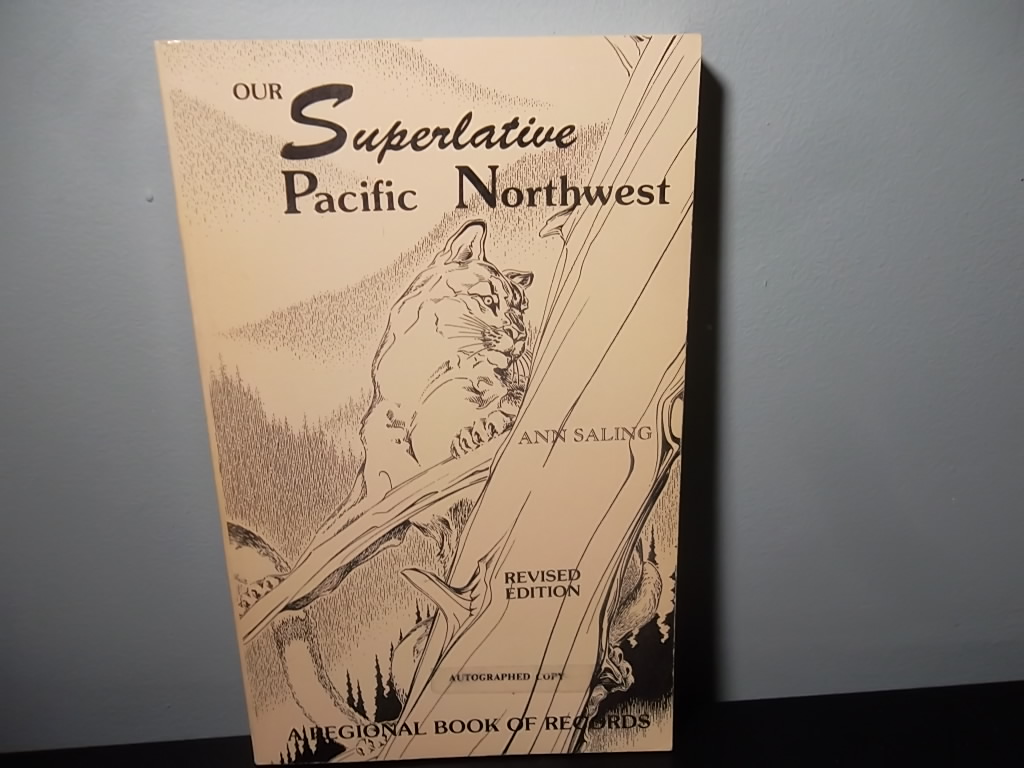 OUR
Superlative
Pacific Northwest
ANN SALING
REVISED
EDITION
AUTOGRAPHED COPY
A REGIONAL BOOK OF RECORDS